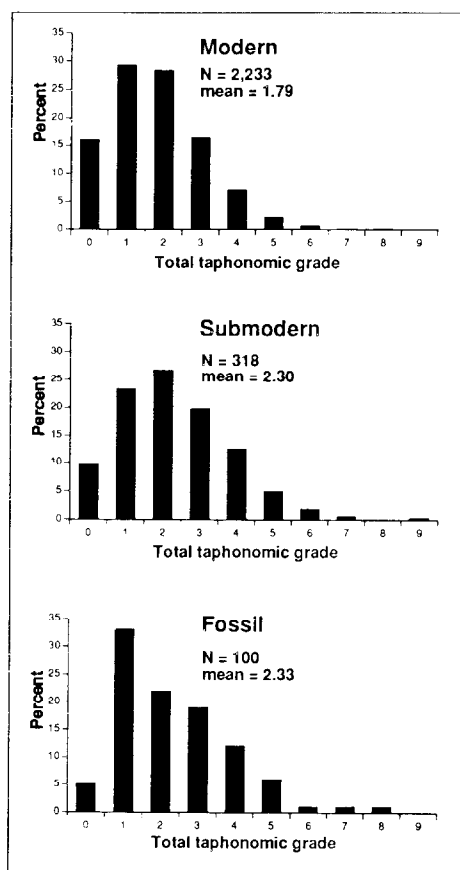 Modern
N = 2,233
mean = 1.79
Percent
35
30
25
20
15
10
5
0
0 1 2 3 4 5 6 7 8 9
Total taphonomic grade
Submodern
N = 318
mean = 2.30
Percent
35
30
25
20
15
10
5
0
0 1 2 3 4 5 6 7 8 9
Total taphonomic grade
Fossil
N = 100
mean = 2.33
Percent
35
30
25
20
15
10
5
0
0 1 2 3 4 5 6 7 8 9
Total taphonomic grade